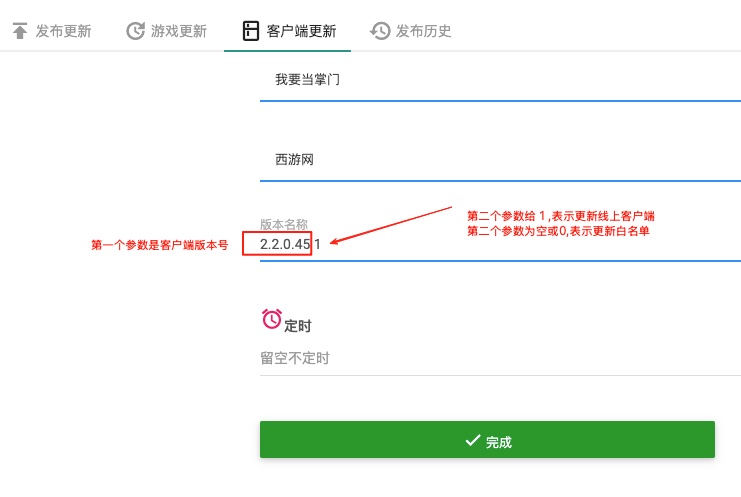 发布更新 游戏更新 客户端更新 发布历史
我要当掌门
西游网
第二个参数给 1 ,表示更新线上客户端
第二个参数为空或0,表示更新白名单
版本名称
第一个参数是客户端版本号
2.2.0.45 1
定时
留空不定时
完成